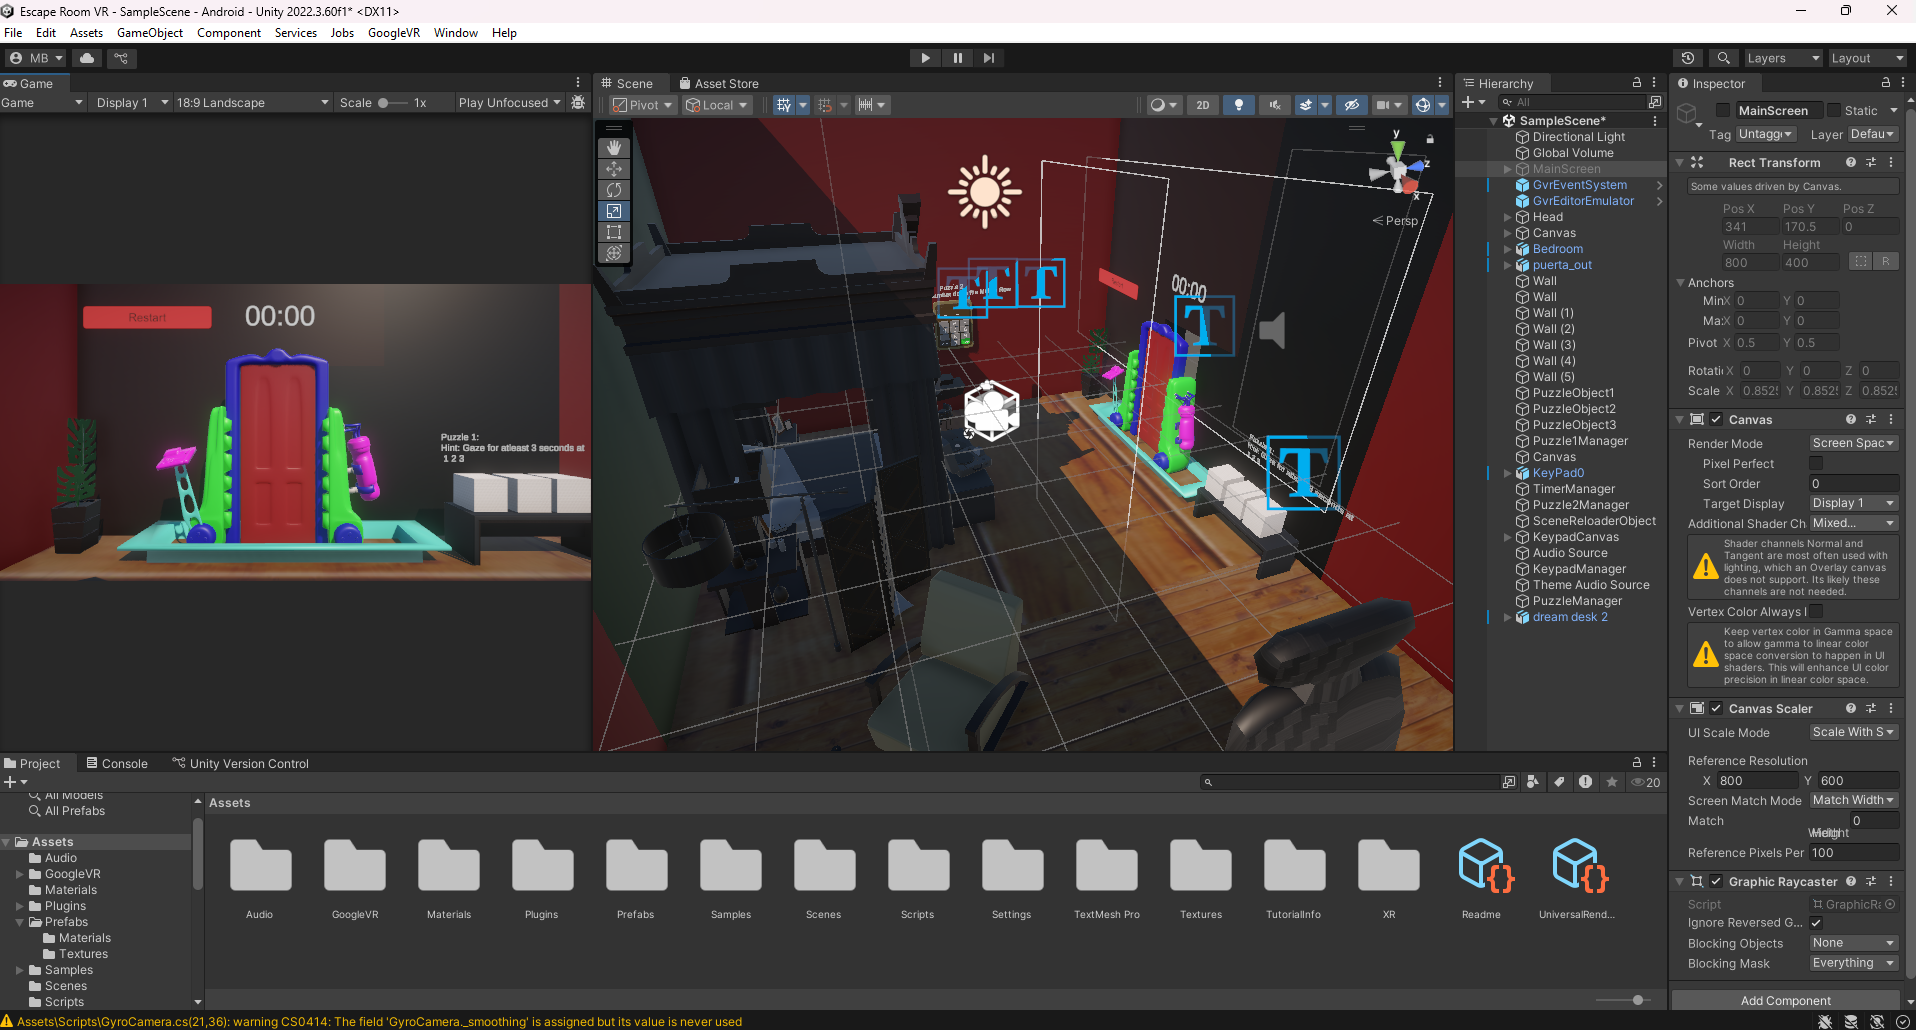 Escape Room VR - SampleScene - Android - Unity 2022.3.60f1* <DX11>
File Edit Assets GameObject Component Services Jobs GoogleVR Window Help
MB
Layers Layout
Game
Game Display 1 18:9 Landscape Scale 1x Play Unfocused
Restart 00:00
Puzzle 1:
Hint: Gaze for atleast 3 seconds at
1 2 3
Scene Asset Store
Pivot Local 2D
y
z
x
Persp
Puzzle 2
00:00
Hierarchy
All
SampleScene*
Directional Light
Global Volume
MainScreen
GvrEventSystem
GvrEditorEmulator
Head
Canvas
Bedroom
puerta_out
Wall
Wall
Wall (1)
Wall (2)
Wall (3)
Wall (4)
Wall (5)
PuzzleObject1
PuzzleObject2
PuzzleObject3
Puzzle1Manager
Canvas
KeyPad0
TimerManager
Puzzle2Manager
SceneReloaderObject
KeypadCanvas
Audio Source
KeypadManager
Theme Audio Source
PuzzleManager
dream desk 2
Inspector
MainScreen Static
Tag Untagge Layer Defau
Rect Transform
Some values driven by Canvas.
Pos X Pos Y Pos Z
341 170.5 0
Width Height
800 400 R
Anchors
Min X 0 Y 0
Ma: X 0 Y 0
Pivot X 0.5 Y 0.5
Rotati X 0 Y 0 Z 0
Scale X 0.852 Y 0.852 Z 0.852
Canvas
Render Mode Screen Spac
Pixel Perfect
Sort Order 0
Target Display Display 1
Additional Shader Ch Mixed...
Shader channels Normal and
Tangent are most often used with
lighting, which an Overlay canvas
does not support. Its likely these
channels are not needed.
Vertex Color Always I
Keep vertex color in Gamma space
to allow gamma to linear color
space conversion to happen in UI
shaders. This will enhance UI color
precision in linear color space.
Canvas Scaler
UI Scale Mode Scale With S
Reference Resolution
X 800 Y 600
Screen Match Mode Match Width
Match 0
Width Height
Reference Pixels Per 100
Graphic Raycaster
Script GraphicRa
Ignore Reversed G...
Blocking Objects None
Blocking Mask Everything
Add Component
Project Console Unity Version Control
20
All Models
All Prefabs
Assets
Audio
GoogleVR
Materials
Plugins
Prefabs
Materials
Textures
Samples
Scenes
Scripts
Assets
Audio GoogleVR Materials Plugins Prefabs Samples Scenes Scripts Settings TextMesh Pro Textures TutorialInfo XR Readme UniversalRend...
Assets\Scripts\GyroCamera.cs(21,36): warning CS0414: The field 'GyroCamera._smoothing' is assigned but its value is never used